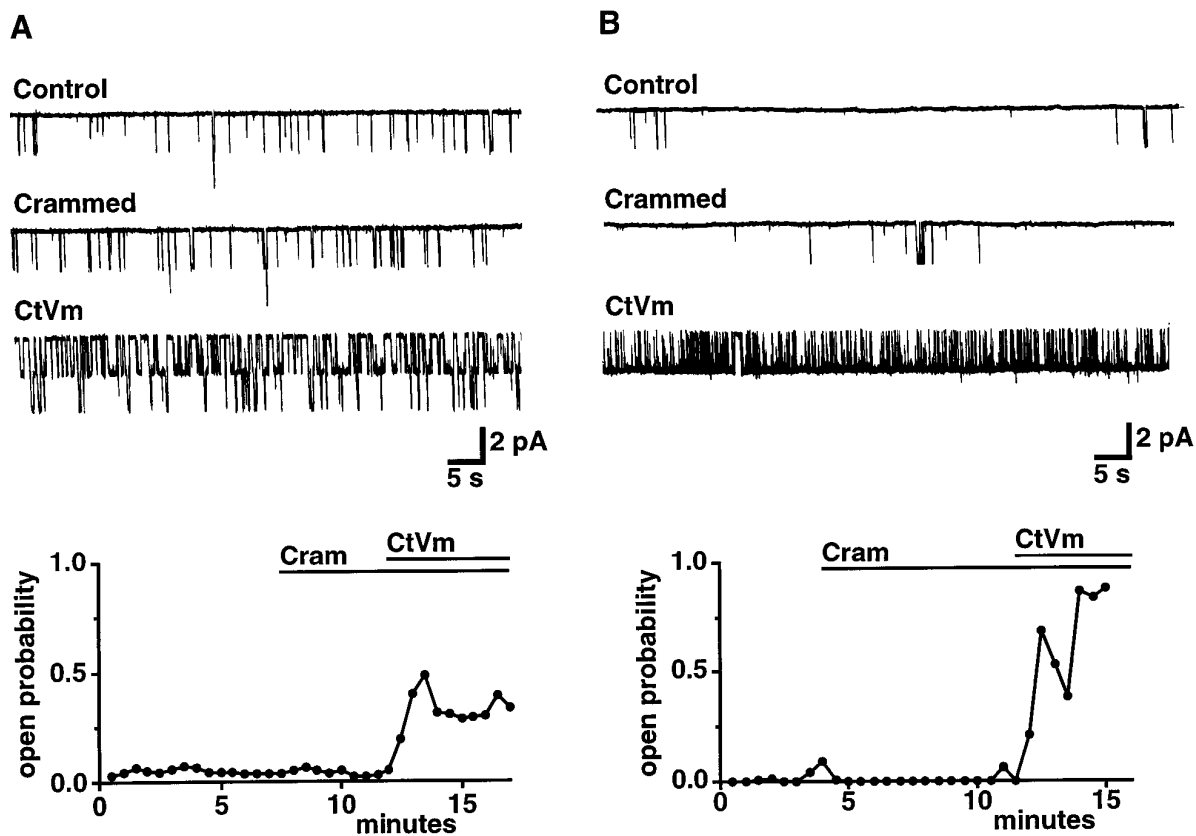 A
Control
Crammed
CtVm
2 pA
5 s
Cram
CtVm
open probability
1.0
0.5
0.0
0 5 10 15
minutes
B
Control
Crammed
CtVm
2 pA
5 s
Cram
CtVm
open probability
1.0
0.5
0.0
0 5 10 15
minutes